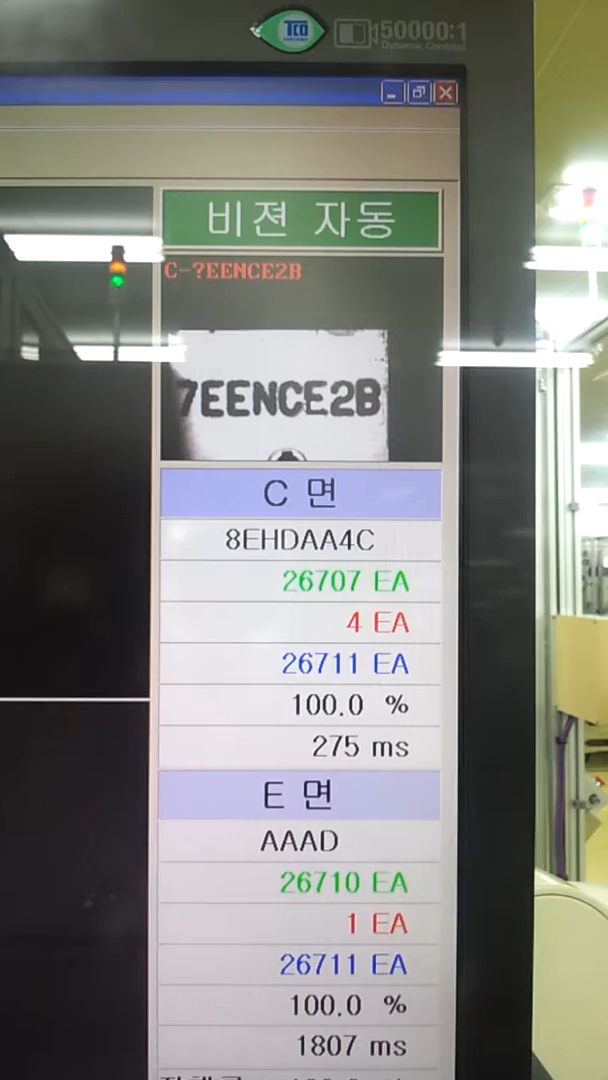 TCO
50000:1
Dynamic Contrast
비젼 자동
C-?EENCE2B
7EENCE2B
C 면
8EHDAA4C
26707 EA
4 EA
26711 EA
100.0 %
275 ms
E 면
AAAD
26710 EA
1 EA
26711 EA
100.0 %
1807 ms